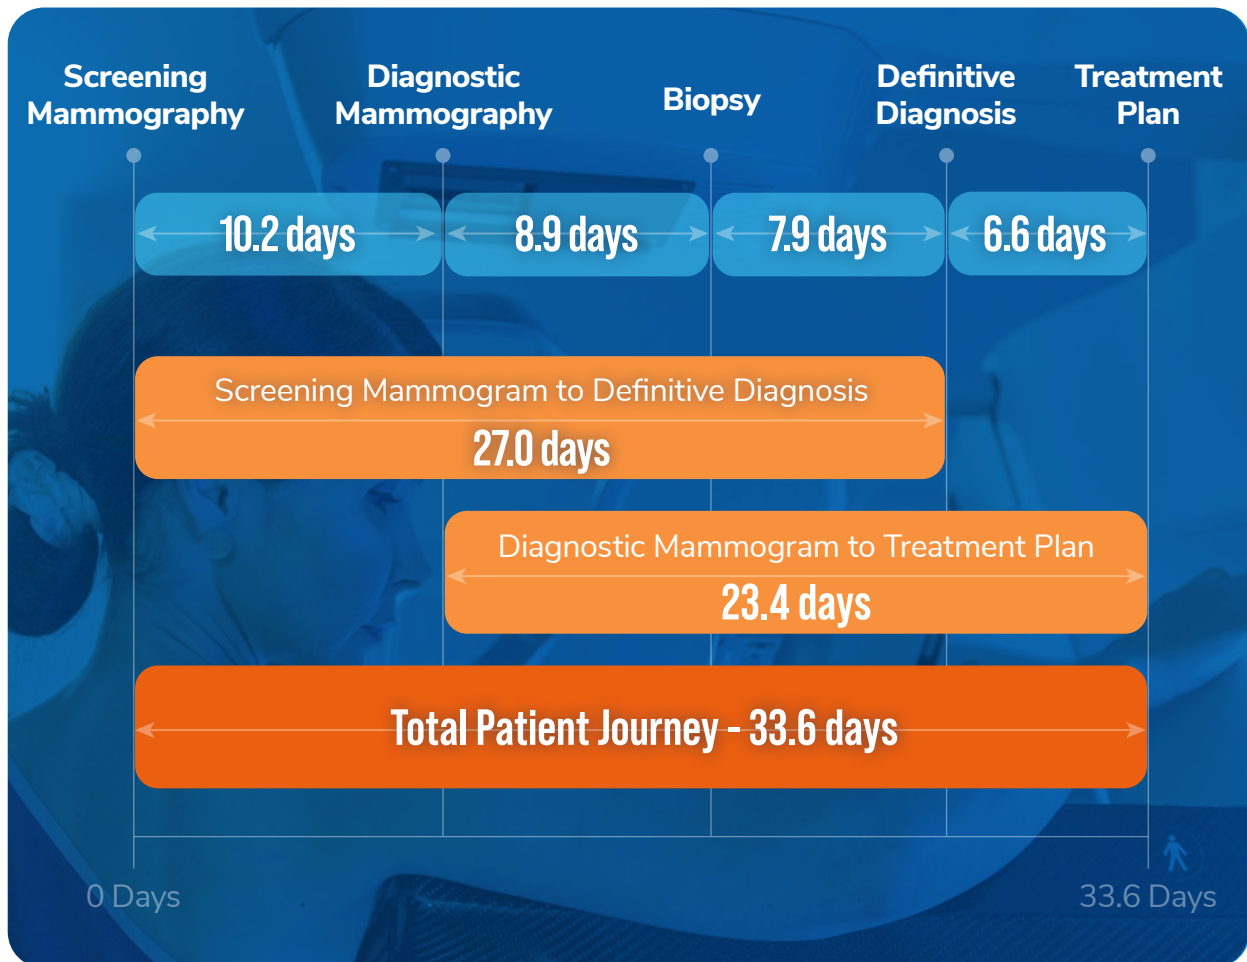 Screening
Mammography
Diagnostic
Mammography
Biopsy
Definitive
Diagnosis
Treatment
Plan
10.2 days
8.9 days
7.9 days
6.6 days
Screening Mammogram to Definitive Diagnosis
27.0 days
Diagnostic Mammogram to Treatment Plan
23.4 days
Total Patient Journey - 33.6 days
0 Days
33.6 Days